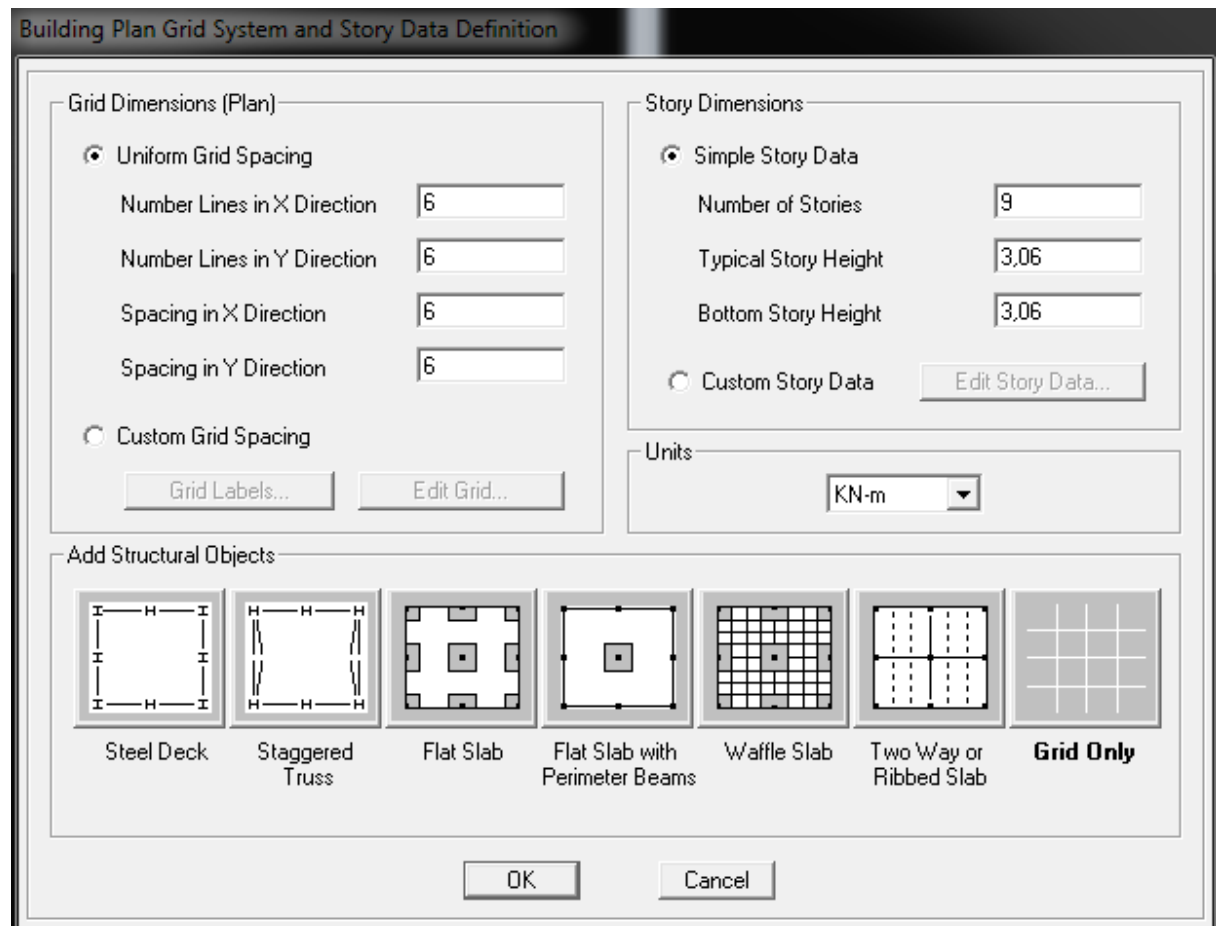 Building Plan Grid System and Story Data Definition
Grid Dimensions (Plan)
Uniform Grid Spacing
Number Lines in X Direction 6
Number Lines in Y Direction 6
Spacing in X Direction 6
Spacing in Y Direction 6
Custom Grid Spacing
Grid Labels... Edit Grid...
Story Dimensions
Simple Story Data
Number of Stories 9
Typical Story Height 3,06
Bottom Story Height 3,06
Custom Story Data Edit Story Data...
Units
KN-m
Add Structural Objects
Steel Deck
Staggered
Truss
Flat Slab
Flat Slab with
Perimeter Beams
Waffle Slab
Two Way or
Ribbed Slab
Grid Only
OK Cancel